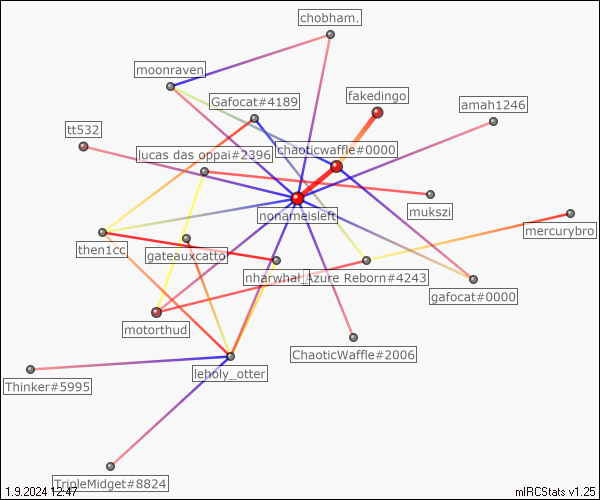 chobham.
moonraven
Gafocat#4189
fakedingo
amah1246
tt532
chaoticwaffle#0000
lucas das oppai#2396
nonameisleft
mukszi
mercurybro
then1cc
gateauxcatto
nharwhal_
Azure Reborn#4243
gafocat#0000
motorthud
ChaoticWaffle#2006
leholy_otter
Thinker#5995
TripleMidget#8824
1.9.2024 12:47
mIRCStats v1.25